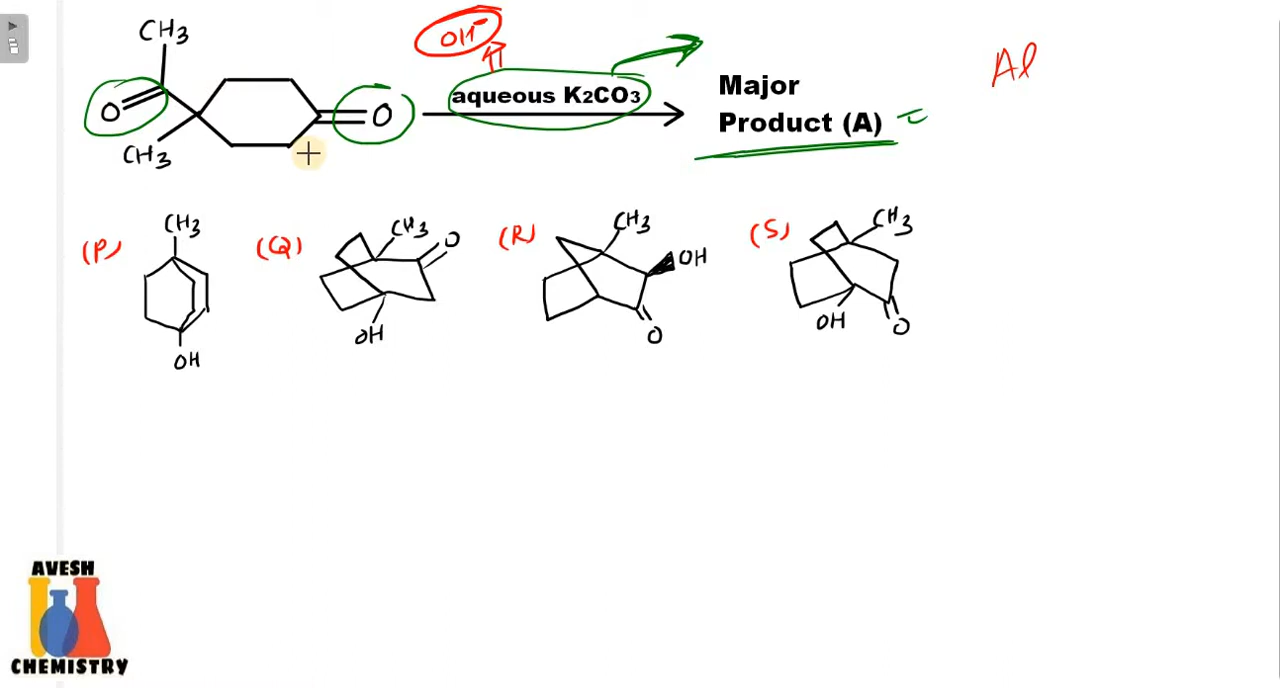 CH3
OH-
Al
O
aqueous K2CO3
O
Major
Product (A)
CH3
(P)
CH3
OH
(Q)
CH3
O
OH
(R)
CH3
OH
O
(S)
CH3
OH
O
AVESH
CHEMISTRY